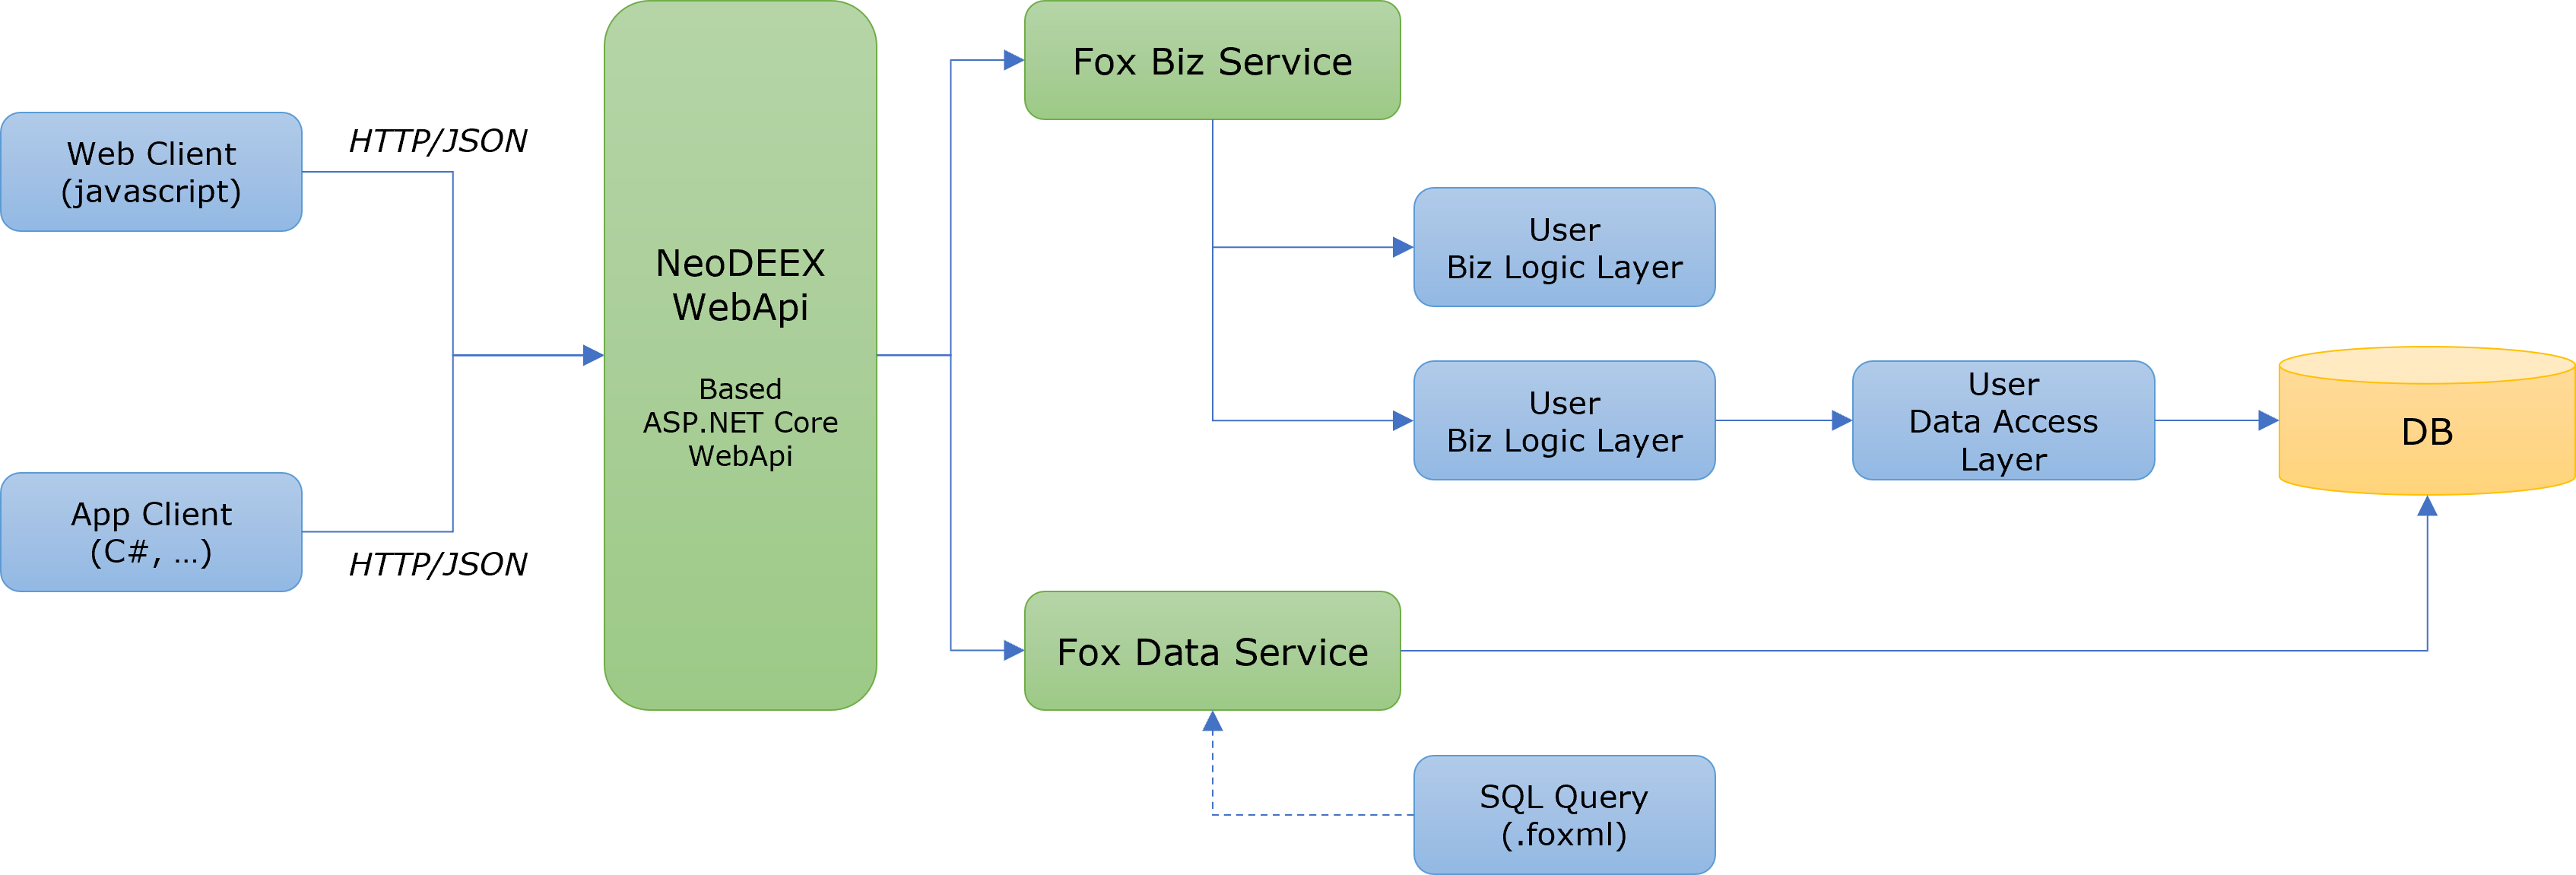 Web Client
(javascript)
HTTP/JSON
App Client
(C#, ...)
HTTP/JSON
NeoDEEX
WebApi
Based
ASP.NET Core
WebApi
Fox Biz Service
User
Biz Logic Layer
User
Biz Logic Layer
User
Data Access
Layer
DB
Fox Data Service
SQL Query
(.foxml)